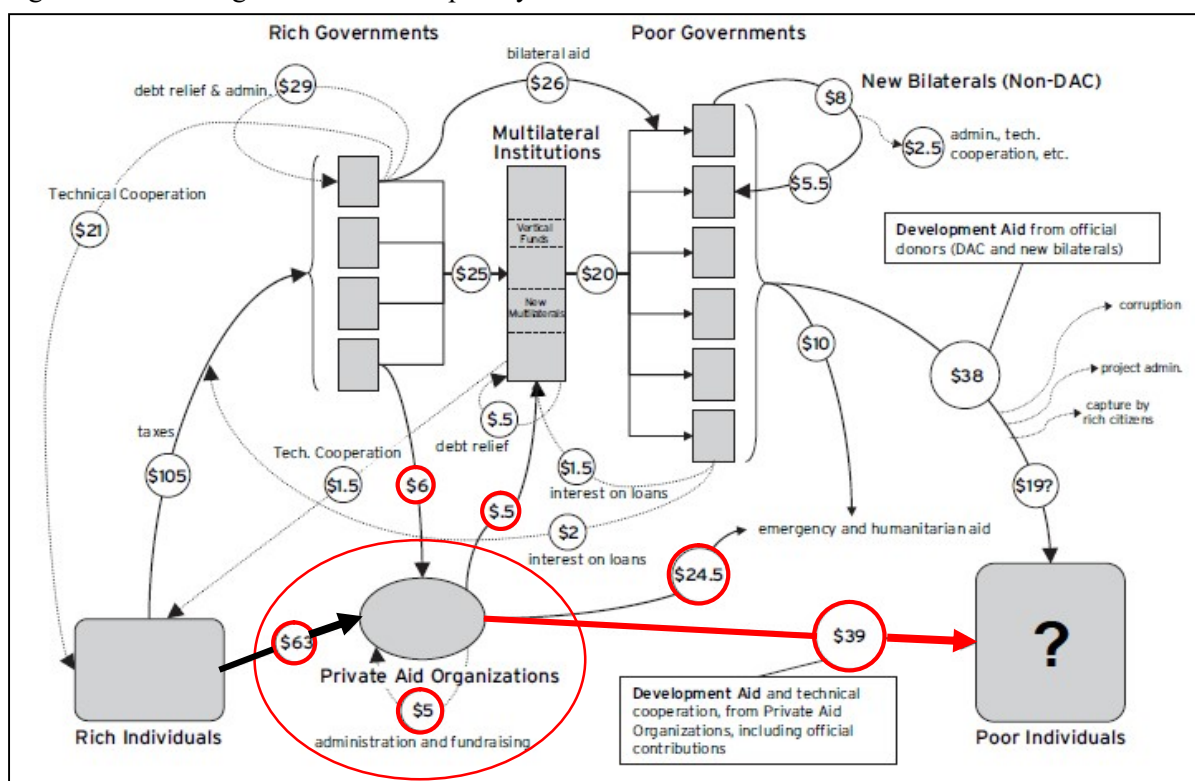 Rich Governments
Poor Governments
bilateral aid
debt relief & admin.
$29
$26
New Bilaterals (Non-DAC)
$8
$2.5
admin., tech.
cooperation, etc.
Multilateral
Institutions
Technical Cooperation
$21
$5.5
Vertical
Funds
Development Aid from official
donors (DAC and new bilaterals)
$25
$20
New
Multilaterals
corruption
$10
$38
project admin.
capture by
rich citizens
$.5
debt relief
taxes
$105
Tech. Cooperation
$1.5
$6
$1.5
interest on loans
$.5
$19?
$2
interest on loans
emergency and humanitarian aid
$24.5
$63
$39
?
Private Aid Organizations
$5
administration and fundraising
Development Aid and technical
cooperation, from Private Aid
Organizations, including official
contributions
Rich Individuals
Poor Individuals